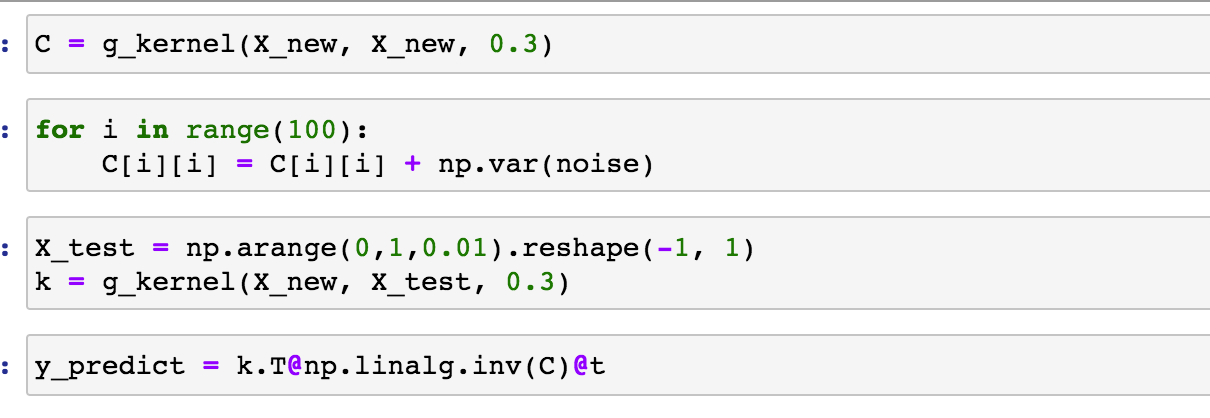 : C = g_kernel(X_new, X_new, 0.3)
: for i in range(100):
    C[i][i] = C[i][i] + np.var(noise)
: X_test = np.arange(0,1,0.01).reshape(-1, 1)
k = g_kernel(X_new, X_test, 0.3)
: y_predict = k.T@np.linalg.inv(C)@t